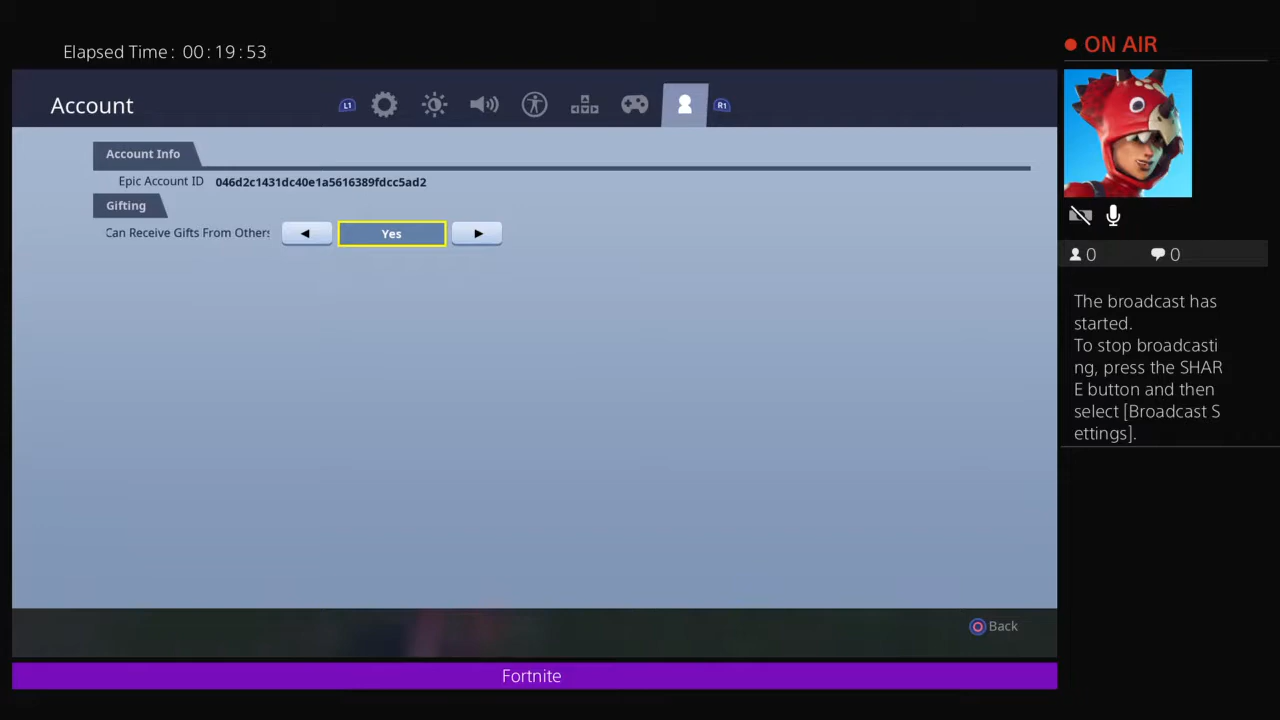 Elapsed Time: 00:19:53
ON AIR
Account
L1
R1
Account Info
Epic Account ID 046d2c1431dc40e1a5616389fdcc5ad2
Gifting
Can Receive Gifts From Others
Yes
0
0
The broadcast has
started.
To stop broadcasti
ng, press the SHAR
E button and then
select [Broadcast S
ettings].
Back
Fortnite